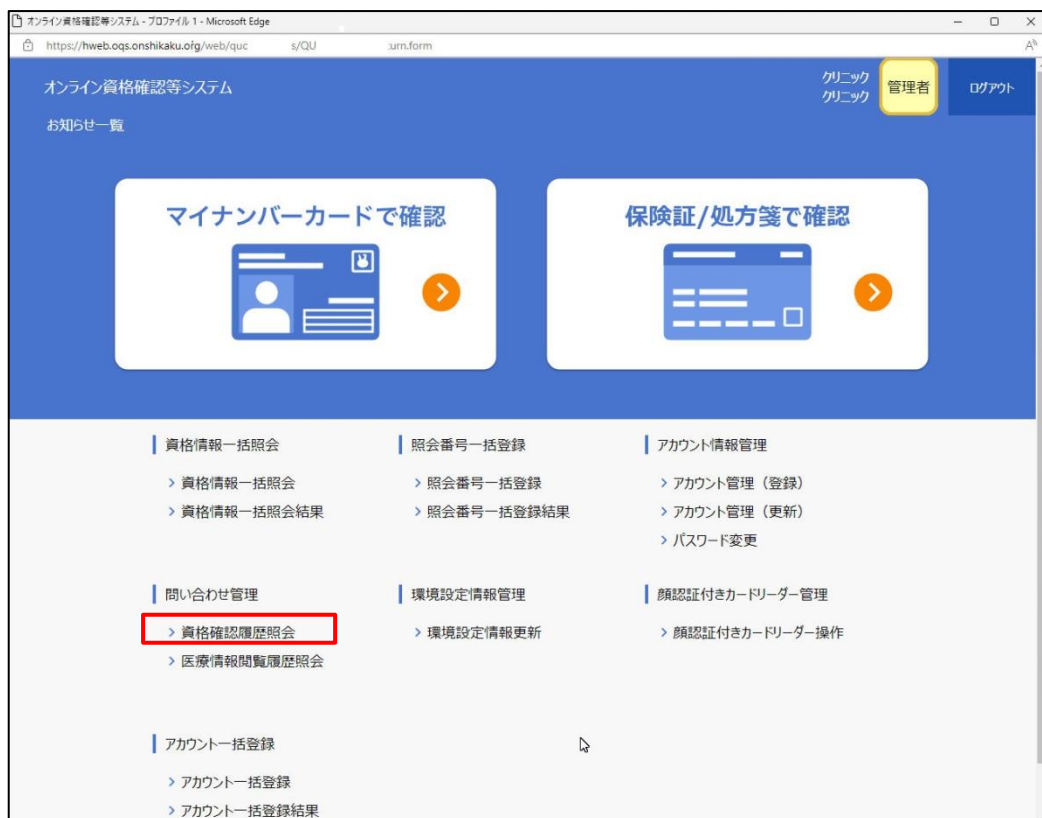 オンライン資格確認等システム - プロファイル 1 - Microsoft Edge
https://hweb.oqs.onshikaku.org/web/quc s/QU :urn.form
オンライン資格確認等システム
クリニック
クリニック
管理者
ログアウト
お知らせ一覧
マイナンバーカードで確認
保険証/処方箋で確認
資格情報一括照会
> 資格情報一括照会
> 資格情報一括照会結果
照会番号一括登録
> 照会番号一括登録
> 照会番号一括登録結果
アカウント情報管理
> アカウント管理（登録）
> アカウント管理（更新）
> パスワード変更
問い合わせ管理
> 資格確認履歴照会
> 医療情報閲覧履歴照会
環境設定情報管理
> 環境設定情報更新
顔認証付きカードリーダー管理
> 顔認証付きカードリーダー操作
アカウント一括登録
> アカウント一括登録
> アカウント一括登録結果